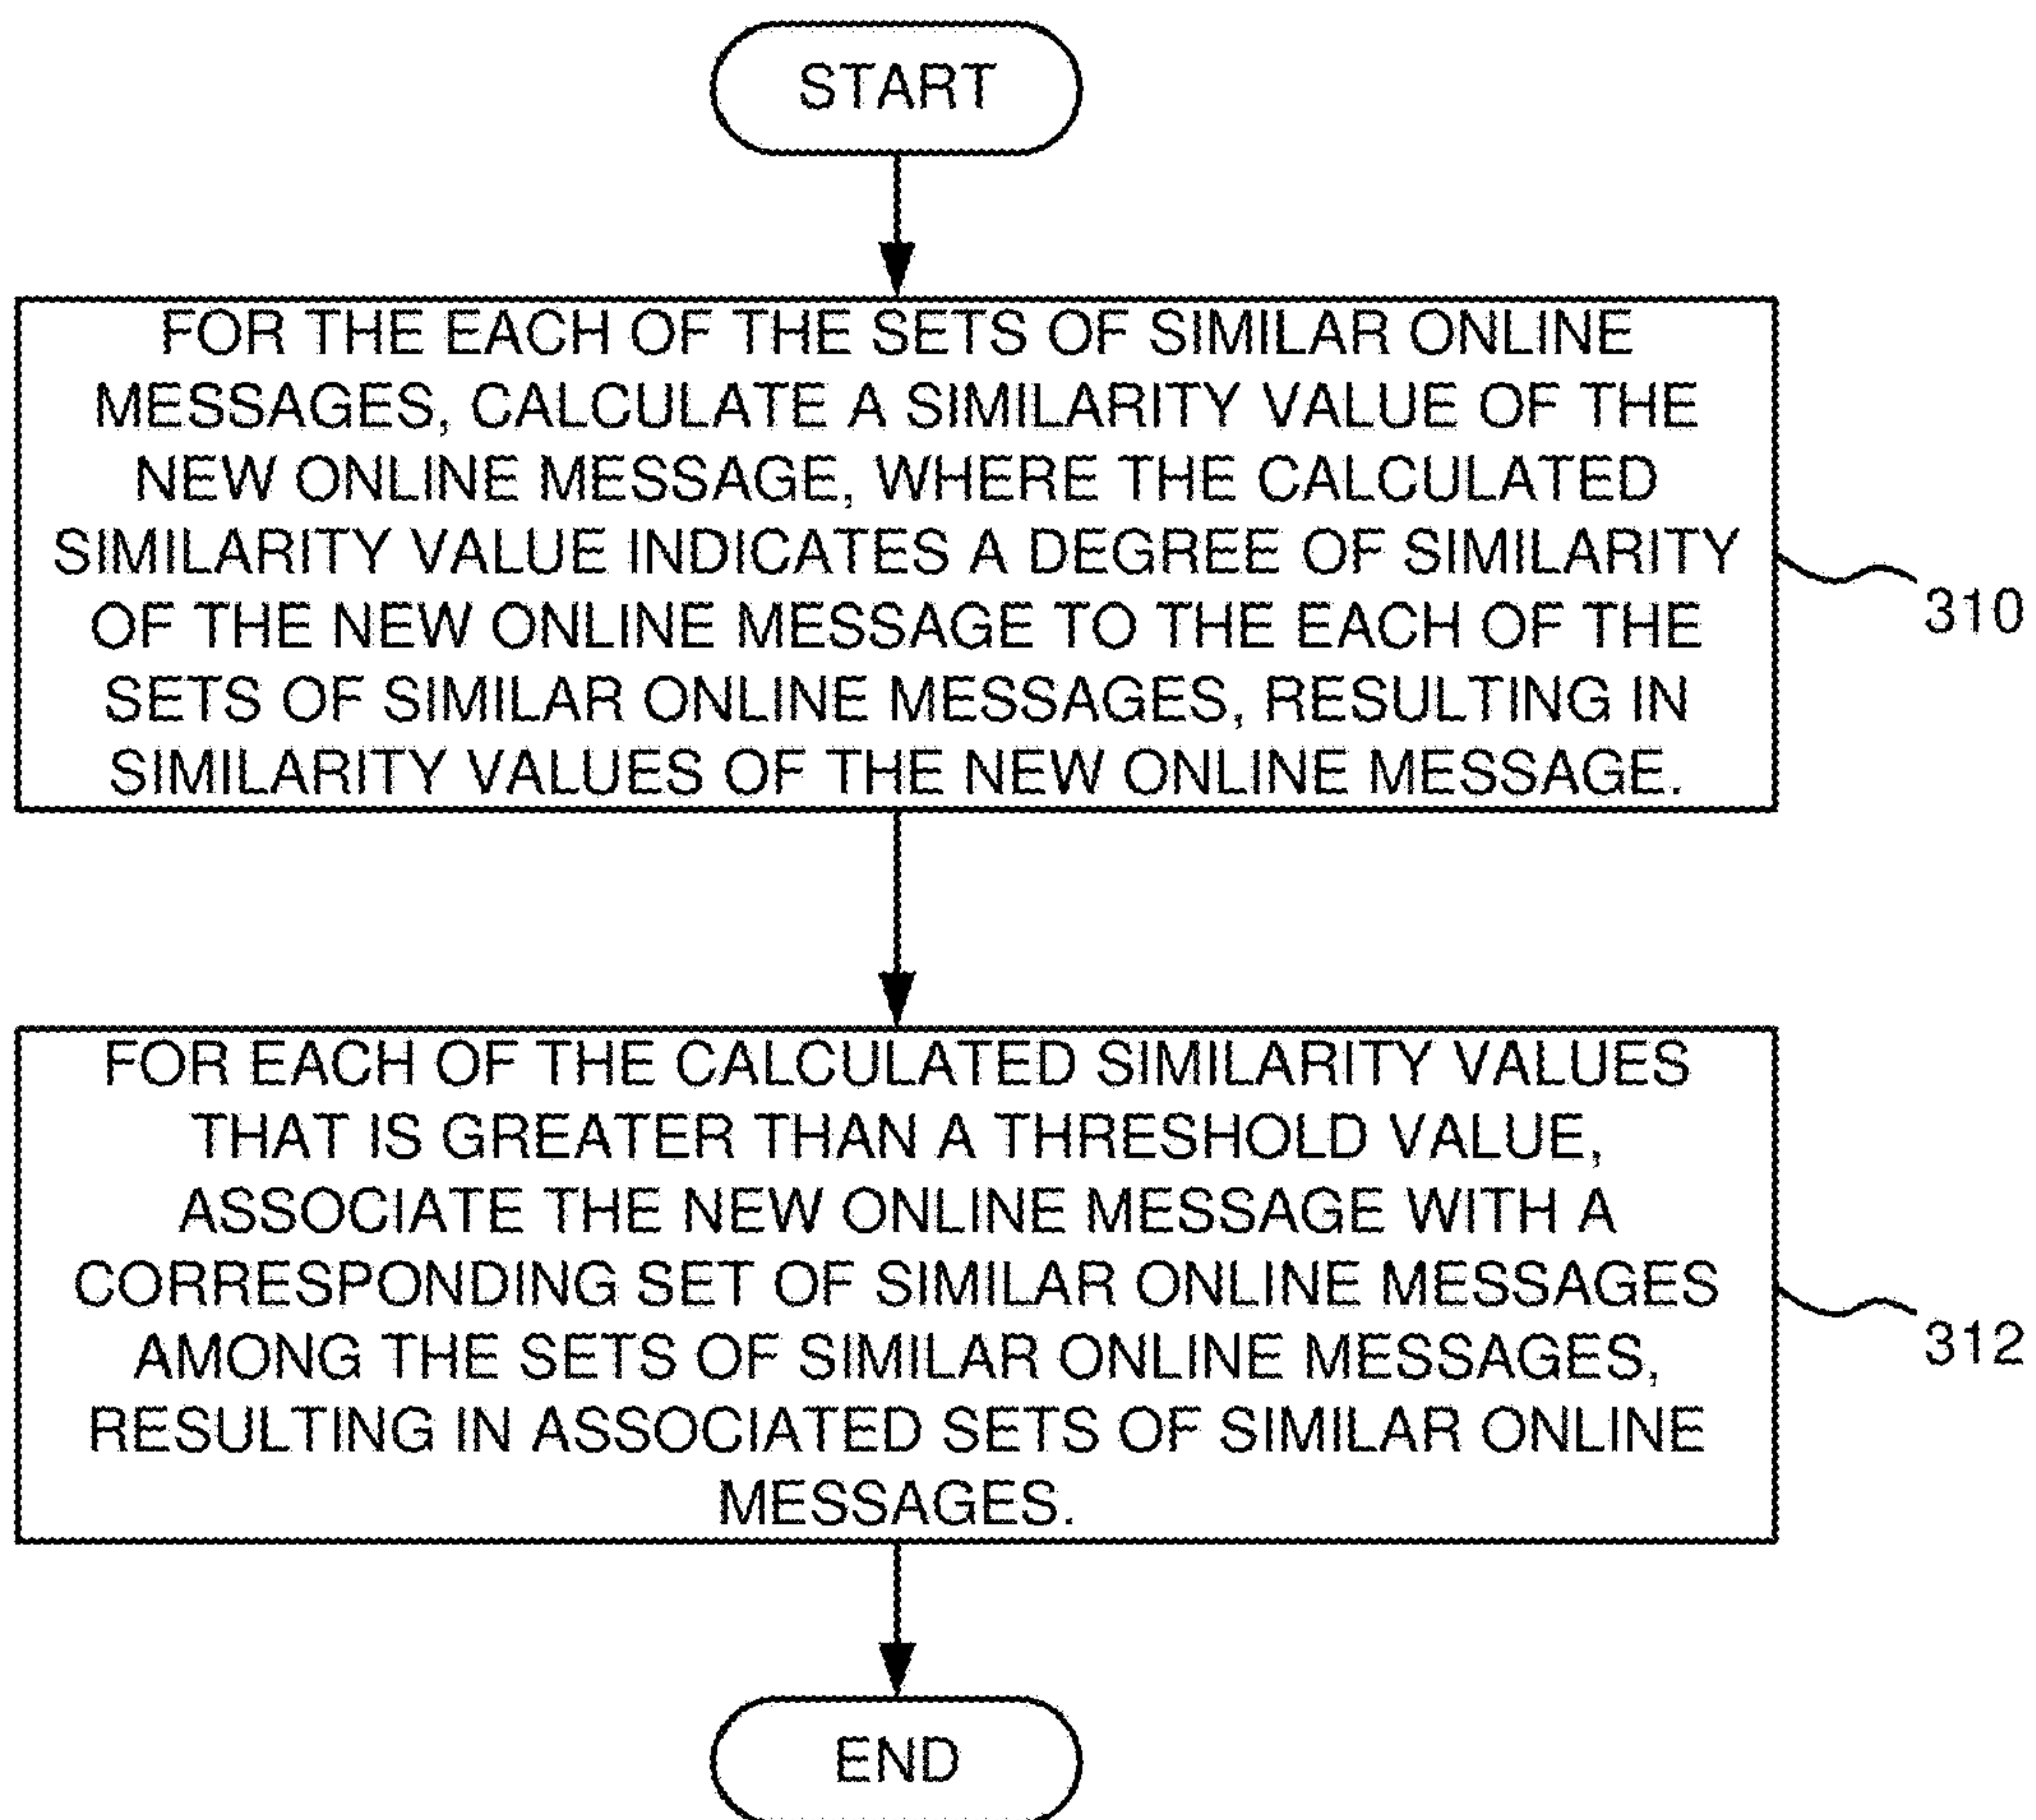 START
FOR THE EACH OF THE SETS OF SIMILAR ONLINE
MESSAGES, CALCULATE A SIMILARITY VALUE OF THE
NEW ONLINE MESSAGE, WHERE THE CALCULATED
SIMILARITY VALUE INDICATES A DEGREE OF SIMILARITY
OF THE NEW ONLINE MESSAGE TO THE EACH OF THE
SETS OF SIMILAR ONLINE MESSAGES, RESULTING IN
SIMILARITY VALUES OF THE NEW ONLINE MESSAGE.
310
FOR EACH OF THE CALCULATED SIMILARITY VALUES
THAT IS GREATER THAN A THRESHOLD VALUE,
ASSOCIATE THE NEW ONLINE MESSAGE WITH A
CORRESPONDING SET OF SIMILAR ONLINE MESSAGES
AMONG THE SETS OF SIMILAR ONLINE MESSAGES,
RESULTING IN ASSOCIATED SETS OF SIMILAR ONLINE
MESSAGES.
312
END